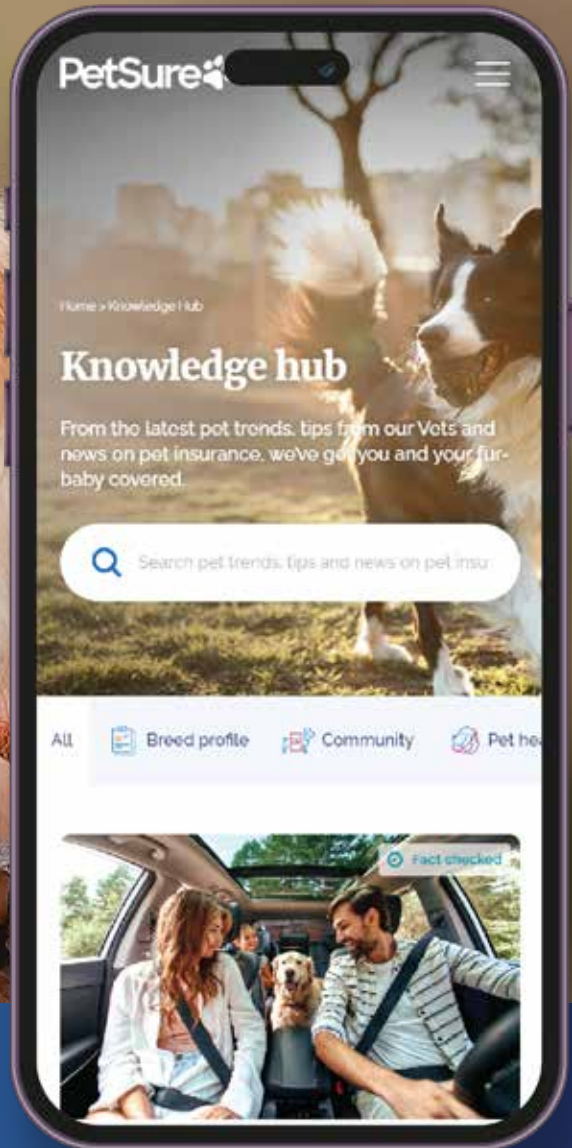 PetSure
Home > Knowledge Hub
Knowledge hub
From the latest pet trends, tips from our Vets and
news on pet insurance, we've got you and your fur-
baby covered.
Search pet trends, tips and news on pet insu
All
Breed profile
Community
Pet hea
Fact checked